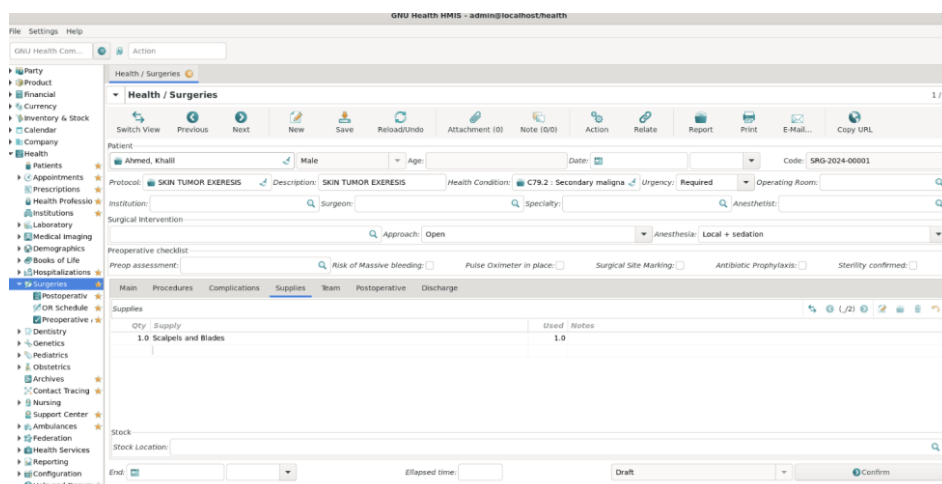 GNU Health HMIS - admin@localhost/health
File Settings Help
GNU Health Com... Action
Party
Product
Financial
Currency
Inventory & Stock
Calendar
Company
Health
Patients
Appointments
Prescriptions
Health Professio
Institutions
Laboratory
Medical Imaging
Demographics
Books of Life
Hospitalizations
Surgeries
Postoperativ
OR Schedule
Preoperative
Dentistry
Genetics
Pediatrics
Obstetrics
Archives
Contact Tracing
Nursing
Support Center
Ambulances
Federation
Health Services
Reporting
Configuration
Health / Surgeries
Health / Surgeries 1/
Switch View Previous Next New Save Reload/Undo Attachment (0) Note (0/0) Action Relate Report Print E-Mail... Copy URL
Patient
Ahmed, Khalil Male Age: Date: Code: SRG-2024-00001
Protocol: SKIN TUMOR EXERESIS Description: SKIN TUMOR EXERESIS Health Condition: C79.2 : Secondary maligna Urgency: Required Operating Room:
Institution: Surgeon: Specialty: Anesthetist:
Surgical Intervention
Approach: Open Anesthesia: Local + sedation
Preoperative checklist
Preop assessment: Risk of Massive bleeding: Pulse Oximeter in place: Surgical Site Marking: Antibiotic Prophylaxis: Sterility confirmed:
Main Procedures Complications Supplies Team Postoperative Discharge
Supplies (_/2)
Qty Supply Used Notes
1.0 Scalpels and Blades 1.0
Stock
Stock Location:
End: Ellapsed time: Draft Confirm